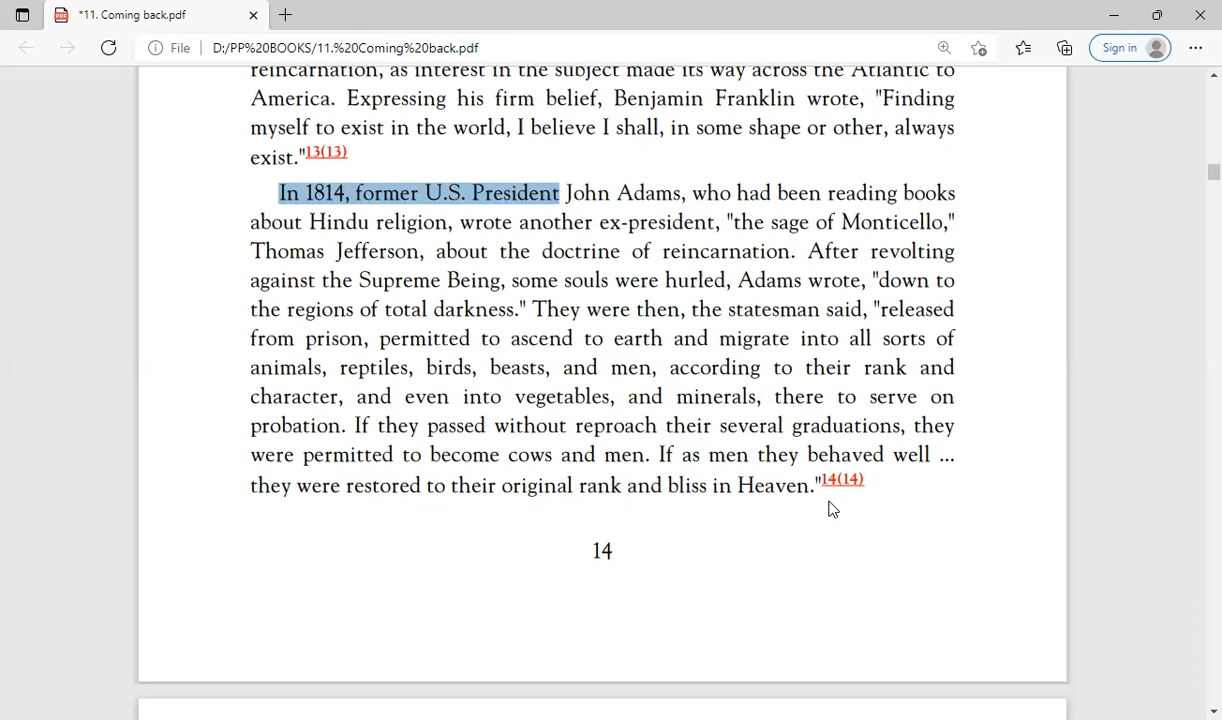 *11. Coming back.pdf
File D:/PP%20BOOKS/11.%20Coming%20back.pdf Sign in
reincarnation, as interest in the subject made its way across the Atlantic to
America. Expressing his firm belief, Benjamin Franklin wrote, "Finding
myself to exist in the world, I believe I shall, in some shape or other, always
exist."13(13)
In 1814, former U.S. President John Adams, who had been reading books
about Hindu religion, wrote another ex-president, "the sage of Monticello,"
Thomas Jefferson, about the doctrine of reincarnation. After revolting
against the Supreme Being, some souls were hurled, Adams wrote, "down to
the regions of total darkness." They were then, the statesman said, "released
from prison, permitted to ascend to earth and migrate into all sorts of
animals, reptiles, birds, beasts, and men, according to their rank and
character, and even into vegetables, and minerals, there to serve on
probation. If they passed without reproach their several graduations, they
were permitted to become cows and men. If as men they behaved well ...
they were restored to their original rank and bliss in Heaven."14(14)
14